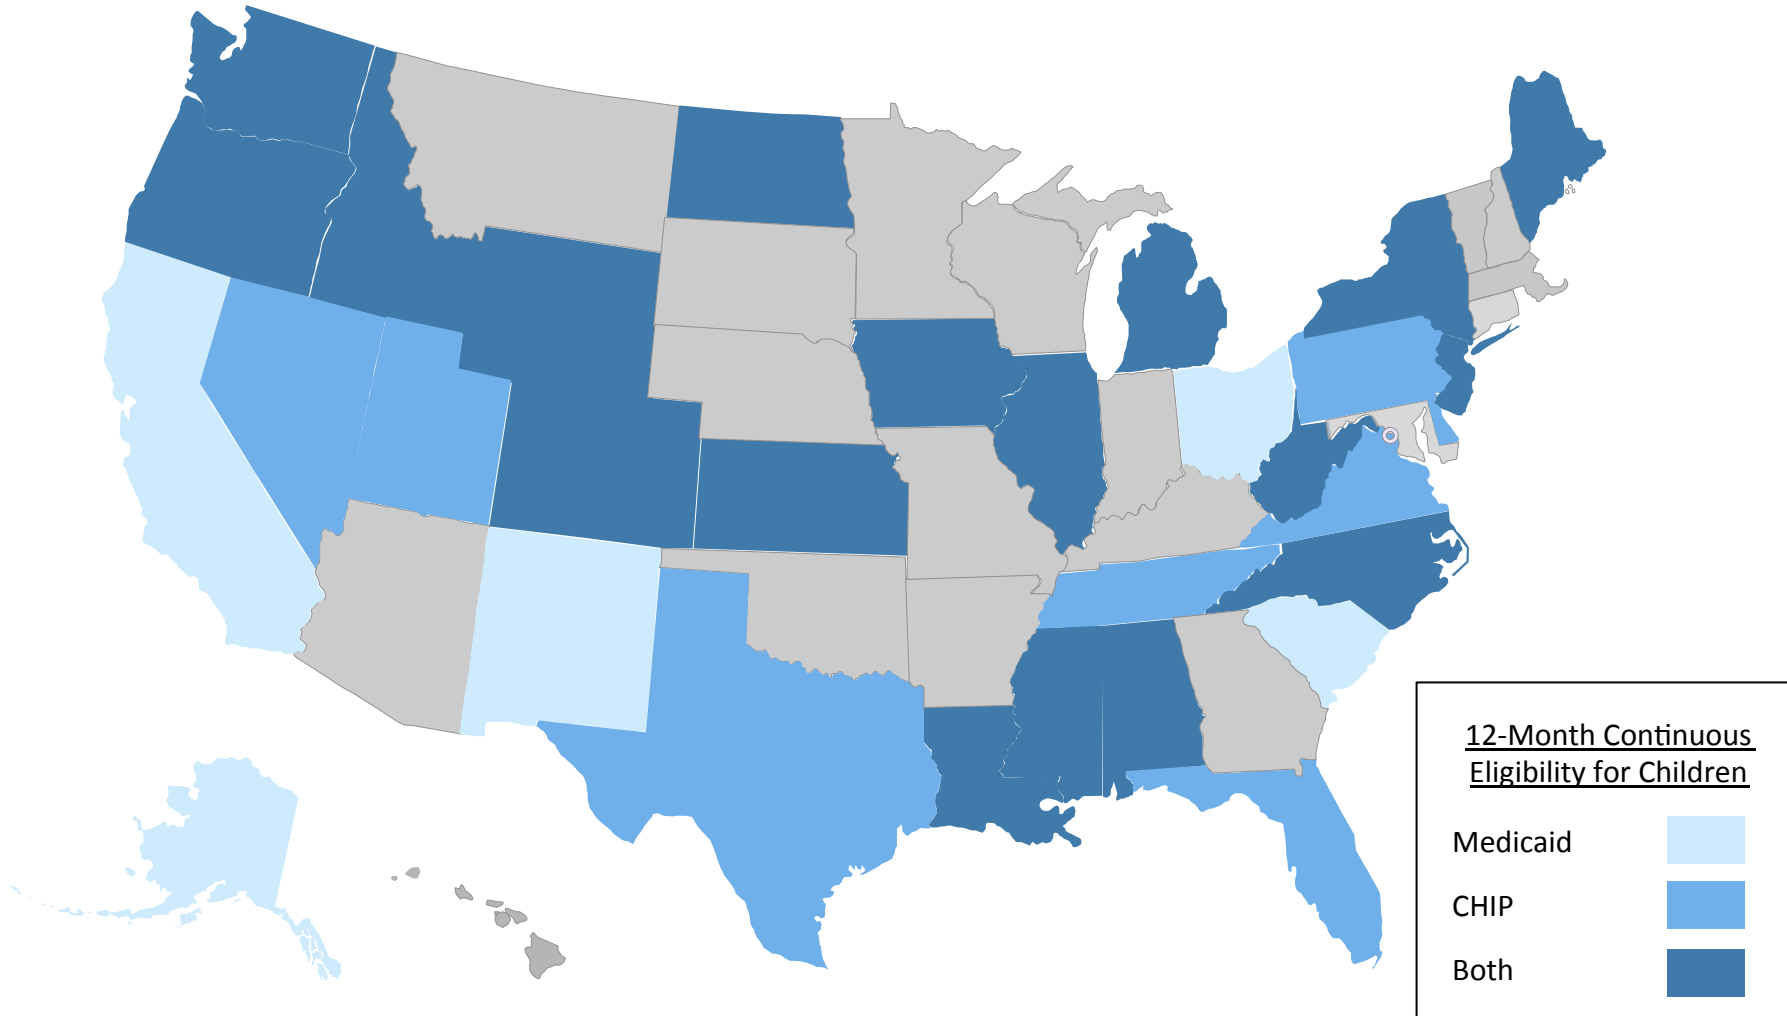 12-Month Continuous
Eligibility for Children
Medicaid
CHIP
Both